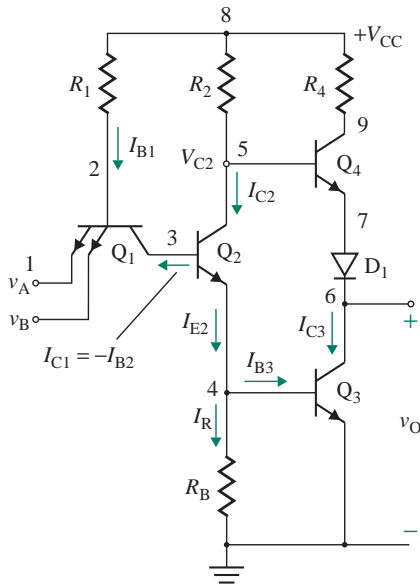 8
+V_CC
R_1
R_2
R_4
9
I_B1
2
V_C2
5
Q_4
I_C2
7
3
1
Q_1
Q_2
D_1
v_A
6
+
v_B
I_C3
I_C1 = −I_B2
I_E2
I_B3
4
Q_3
I_R
v_O
R_B
−